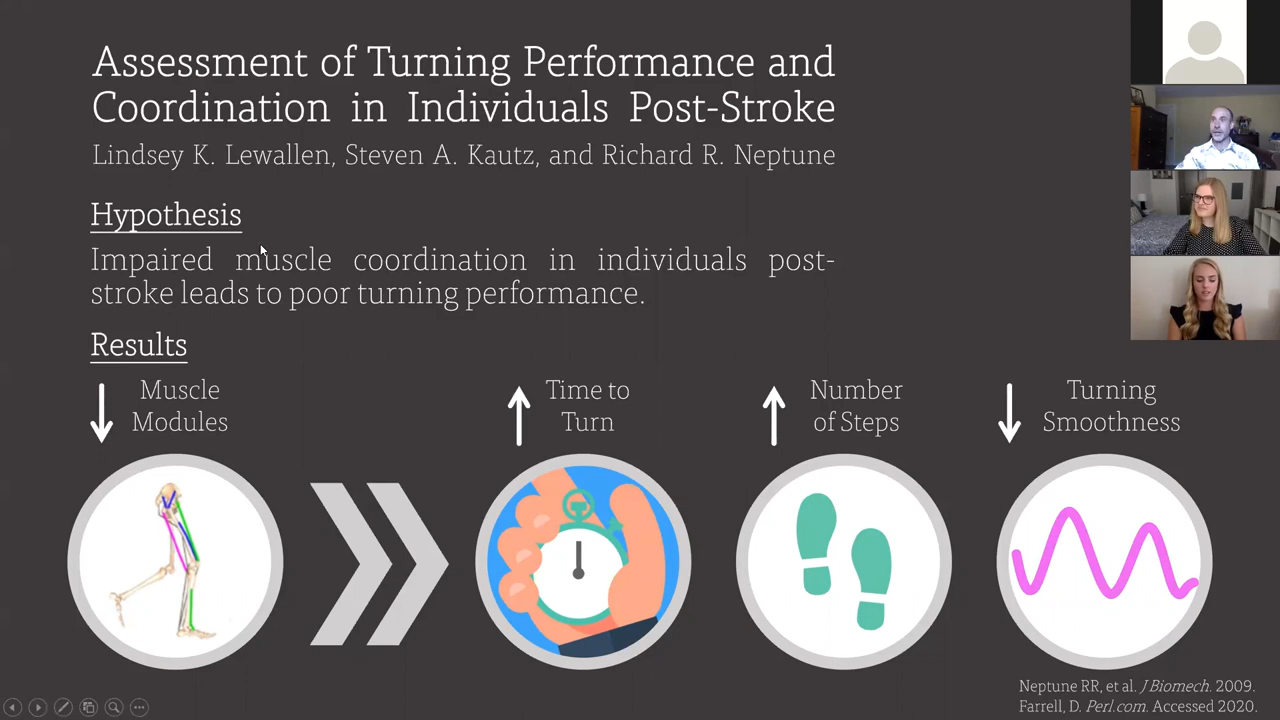 Assessment of Turning Performance and
Coordination in Individuals Post-Stroke
Lindsey K. Lewallen, Steven A. Kautz, and Richard R. Neptune
Hypothesis
Impaired muscle coordination in individuals post-
stroke leads to poor turning performance.
Results
Muscle
Modules
Time to
Turn
Number
of Steps
Turning
Smoothness
Neptune RR, et al. J Biomech. 2009.
Farrell, D. Perl.com. Accessed 2020.